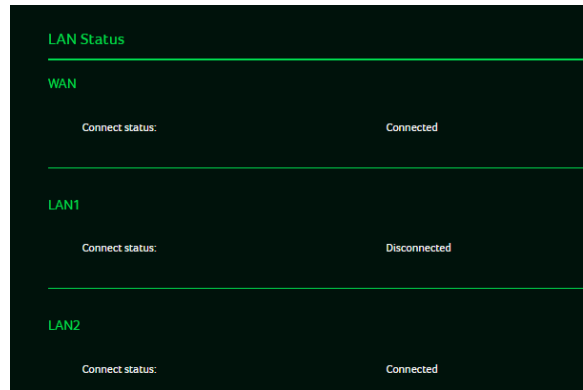 LAN Status
WAN
Connect status: Connected
LAN1
Connect status: Disconnected
LAN2
Connect status: Connected